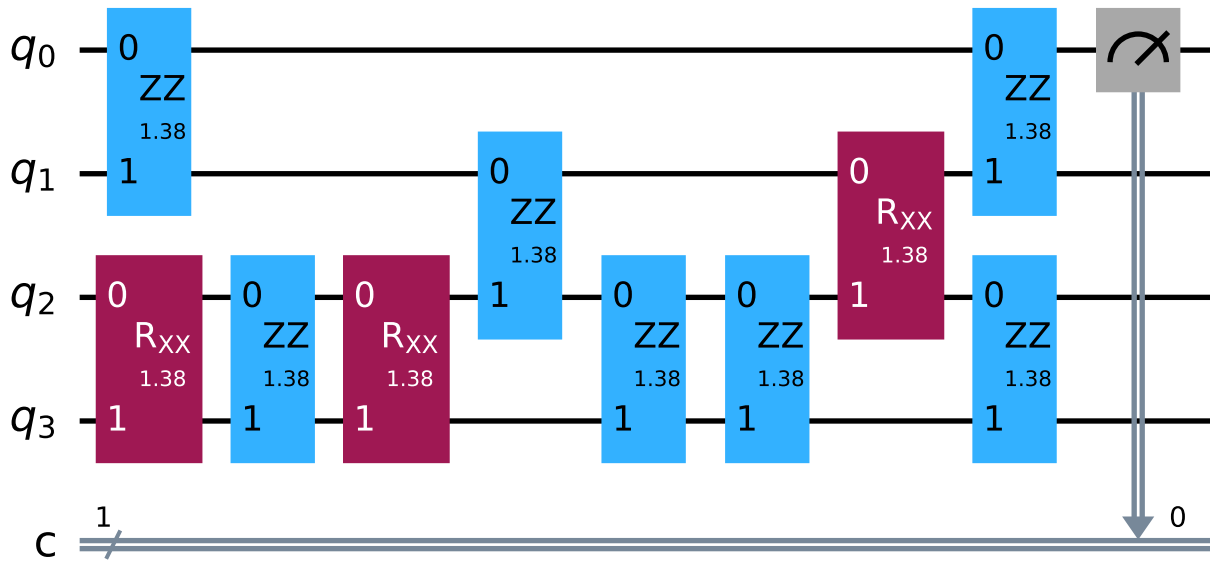 q0 0 ZZ 1.38 0 ZZ 1.38
q1 1 0 ZZ 1.38 0 RXX 1.38 1
q2 0 RXX 1.38 0 ZZ 1.38 0 RXX 1.38 1 0 ZZ 1.38 0 ZZ 1.38 1 0 ZZ 1.38
q3 1 1 1 1 1 1
c 1 0